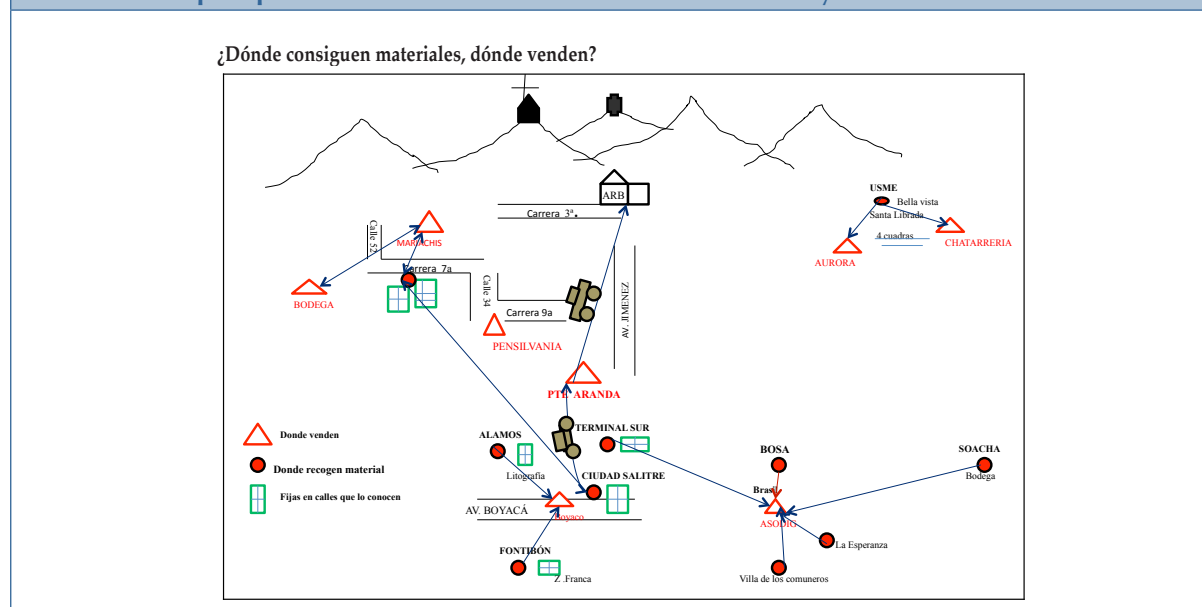 ¿Dónde consiguen materiales, dónde venden?
ARB
Carrera 3ª.
USME
Bella vista
Santa Librada
4 cuadras
CHATARRERIA
AURORA
Calle 52
MARIACHIS
Carrera 7a
BODEGA
Calle 34
Carrera 9a
AV. JIMENEZ
PENSILVANIA
PTE ARANDA
Donde venden
Donde recogen material
Fijas en calles que lo conocen
ALAMOS
Litografía
TERMINAL SUR
CIUDAD SALITRE
AV. BOYACÁ
Boyaco
FONTIBÓN
Z .Franca
BOSA
Brasil
ASODIG
SOACHA
Bodega
La Esperanza
Villa de los comuneros